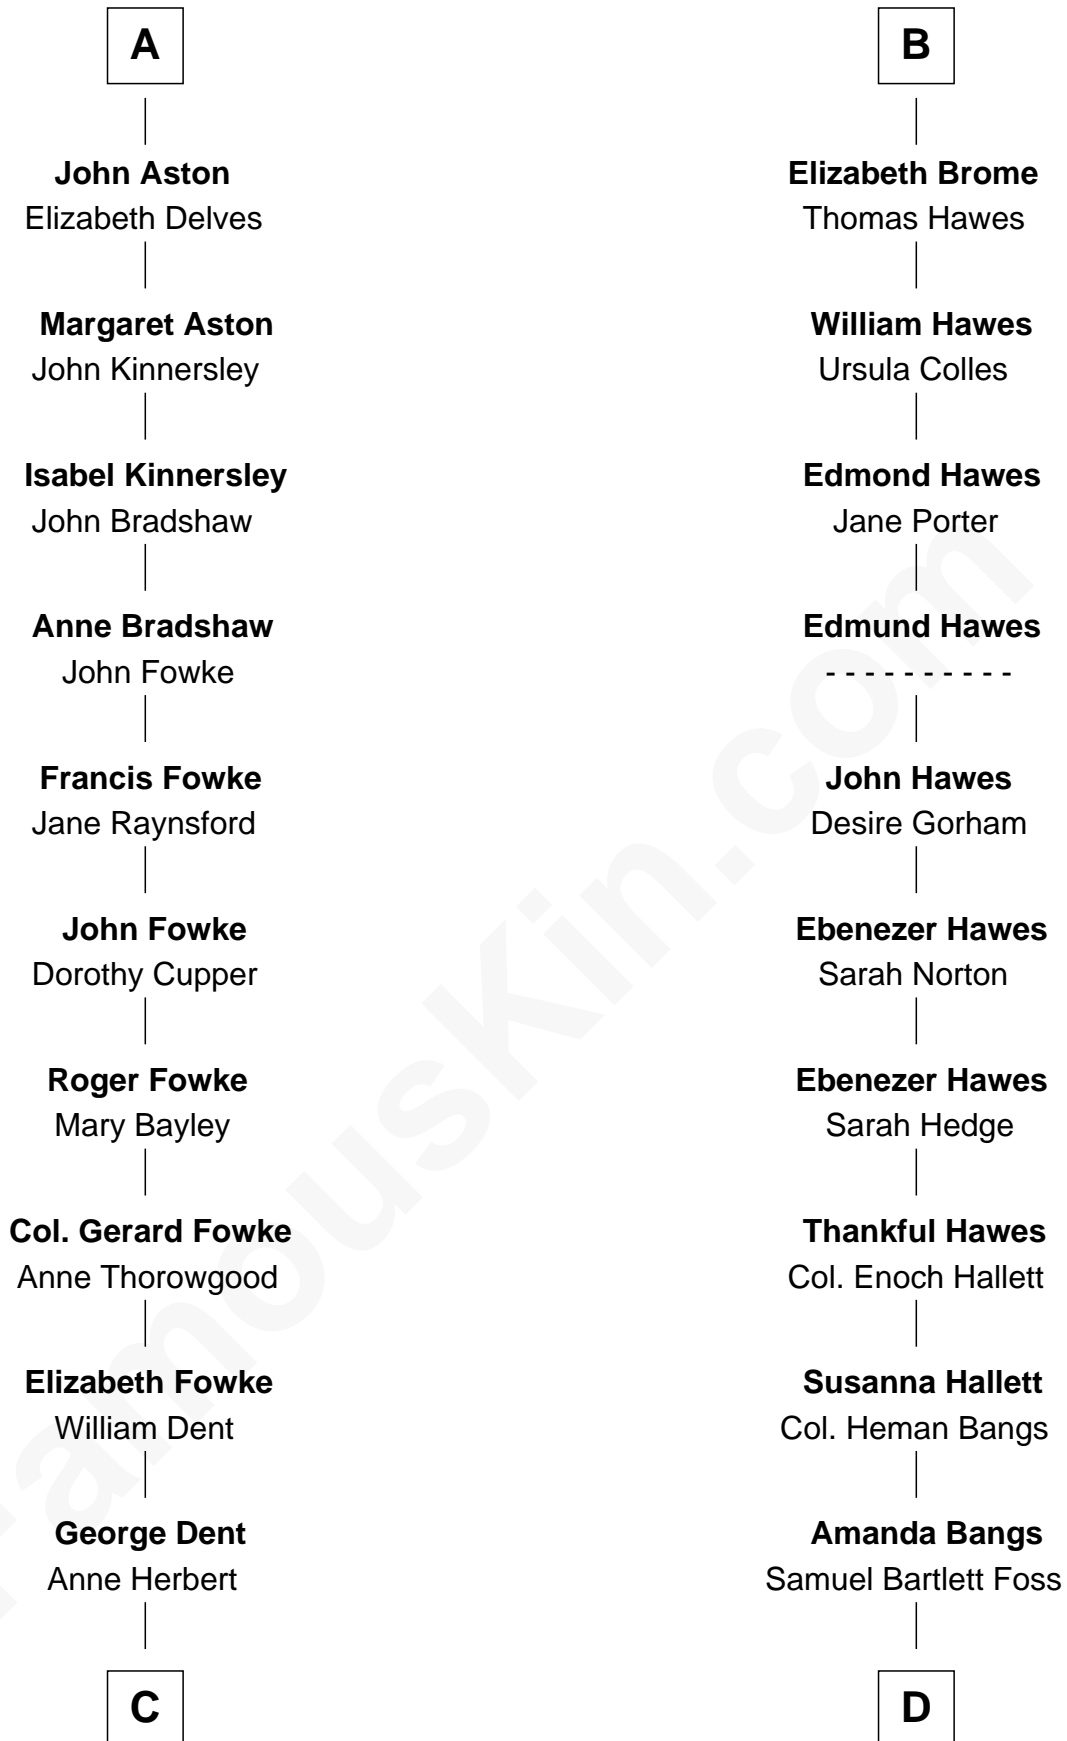 A
John Aston
Elizabeth Delves
Margaret Aston
John Kinnersley
Isabel Kinnersley
John Bradshaw
Anne Bradshaw
John Fowke
Francis Fowke
Jane Raynsford
John Fowke
Dorothy Cupper
Roger Fowke
Mary Bayley
Col. Gerard Fowke
Anne Thorowgood
Elizabeth Fowke
William Dent
George Dent
Anne Herbert
C
B
Elizabeth Brome
Thomas Hawes
William Hawes
Ursula Colles
Edmond Hawes
Jane Porter
Edmund Hawes
- - - - - - - - - -
John Hawes
Desire Gorham
Ebenezer Hawes
Sarah Norton
Ebenezer Hawes
Sarah Hedge
Thankful Hawes
Col. Enoch Hallett
Susanna Hallett
Col. Heman Bangs
Amanda Bangs
Samuel Bartlett Foss
D
FamousKin.com